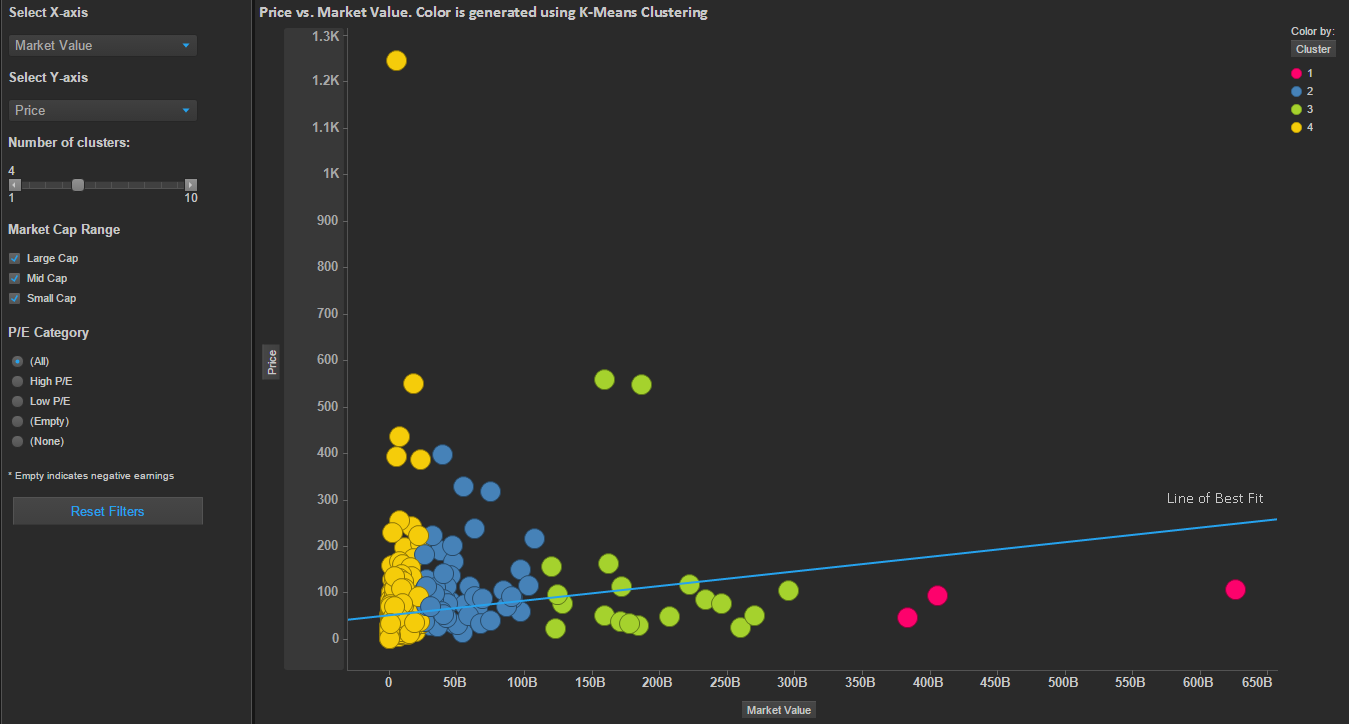 Select X-axis
Market Value
Select Y-axis
Price
Number of clusters:
4
1 10
Market Cap Range
Large Cap
Mid Cap
Small Cap
P/E Category
(All)
High P/E
Low P/E
(Empty)
(None)
* Empty indicates negative earnings
Reset Filters
Price vs. Market Value. Color is generated using K-Means Clustering
1.3K
1.2K
1.1K
1K
900
800
700
600
500
400
300
200
100
0
Price
Line of Best Fit
0 50B 100B 150B 200B 250B 300B 350B 400B 450B 500B 550B 600B 650B
Market Value
Color by:
Cluster
1
2
3
4